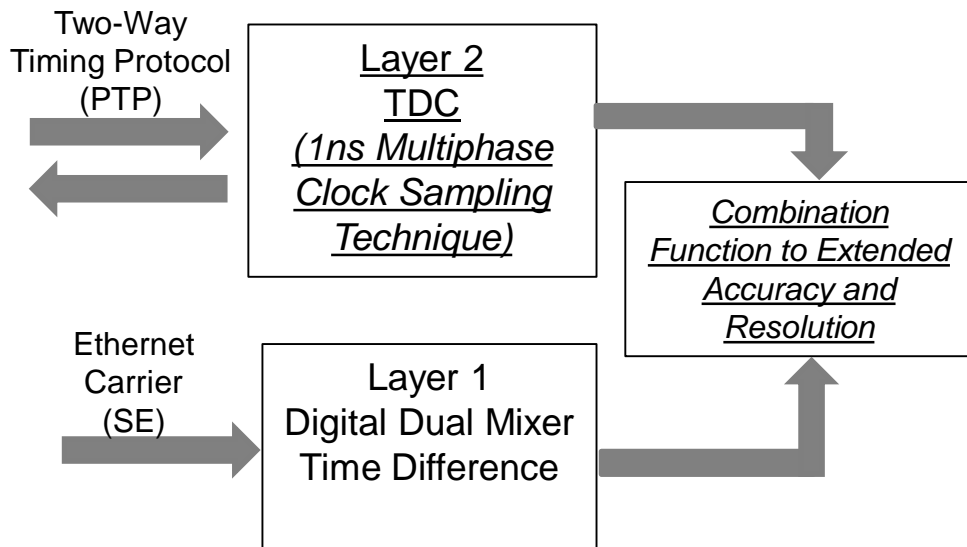 Two-Way
Timing Protocol
(PTP)
Layer 2
TDC
(1ns Multiphase
Clock Sampling
Technique)
Combination
Function to Extended
Accuracy and
Resolution
Ethernet
Carrier
(SE)
Layer 1
Digital Dual Mixer
Time Difference